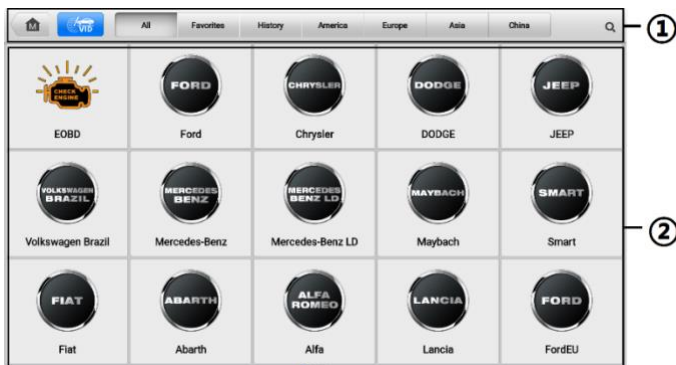 VID All Favorites History America Europe Asia China ①
CHECK ENGINE FORD CHRYSLER DODGE JEEP
EOBD Ford Chrysler DODGE JEEP
VOLKSWAGEN BRAZIL MERCEDES BENZ MERCEDES BENZ LD MAYBACH SMART
②
Volkswagen Brazil Mercedes-Benz Mercedes-Benz LD Maybach Smart
FIAT ABARTH ALFA ROMEO LANCIA FORD
Fiat Abarth Alfa Lancia FordEU